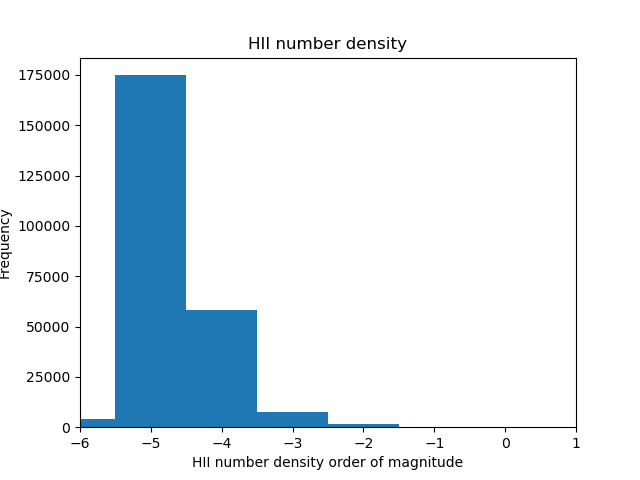 HII number density
175000
150000
125000
100000
75000
50000
25000
0
Frequency
−6 −5 −4 −3 −2 −1 0 1
HII number density order of magnitude